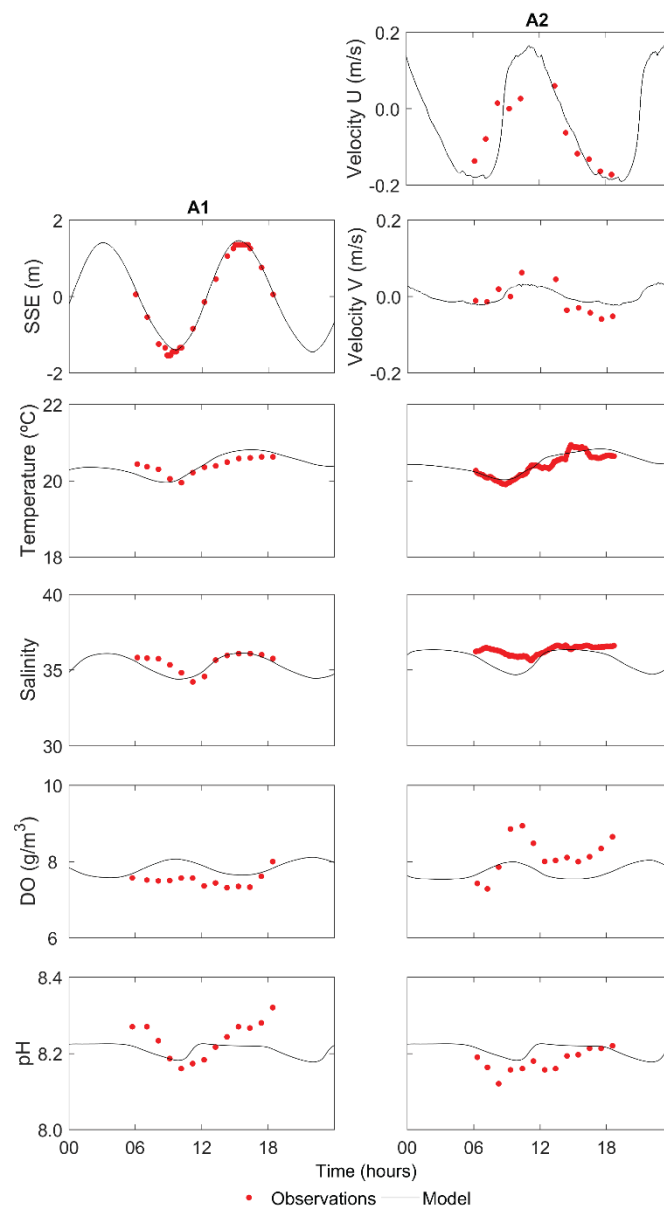 A2
Velocity U (m/s)
0.2
0.0
-0.2
A1
SSE (m)
2
0
-2
Velocity V (m/s)
0.2
0.0
-0.2
Temperature (ºC)
22
20
18
Salinity
40
35
30
DO (g/m³)
10
8
6
pH
8.4
8.2
8.0
00 06 12 18 00 06 12 18
Time (hours)
Observations Model